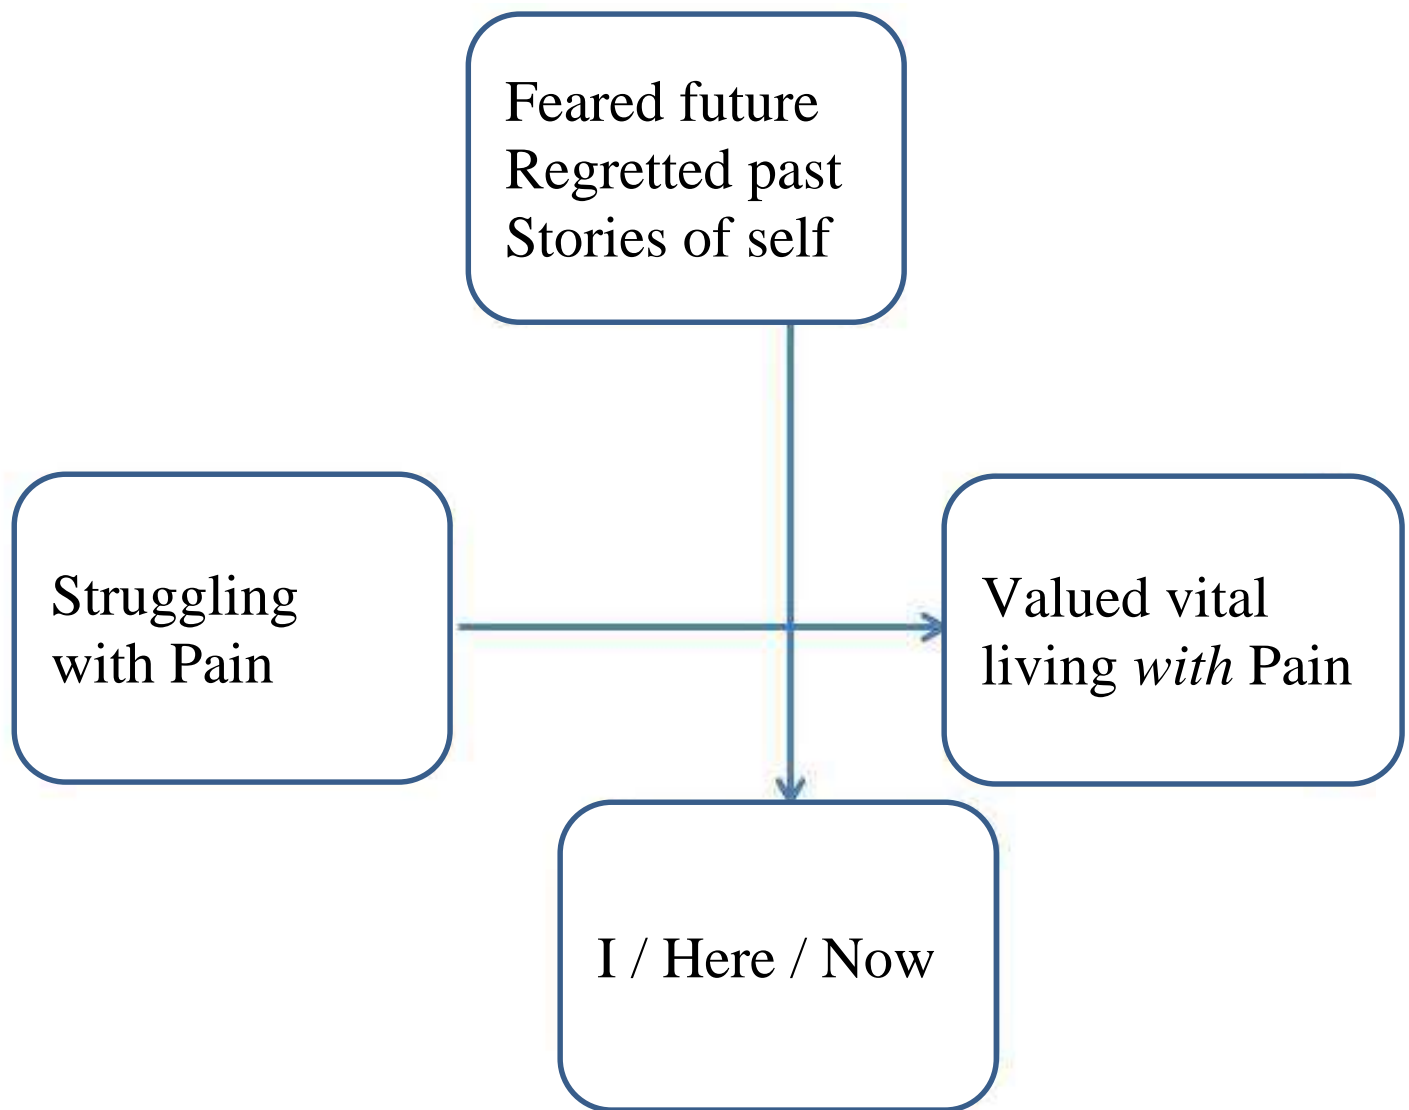 Feared future
Regretted past
Stories of self
Struggling
with Pain
Valued vital
living with Pain
I / Here / Now